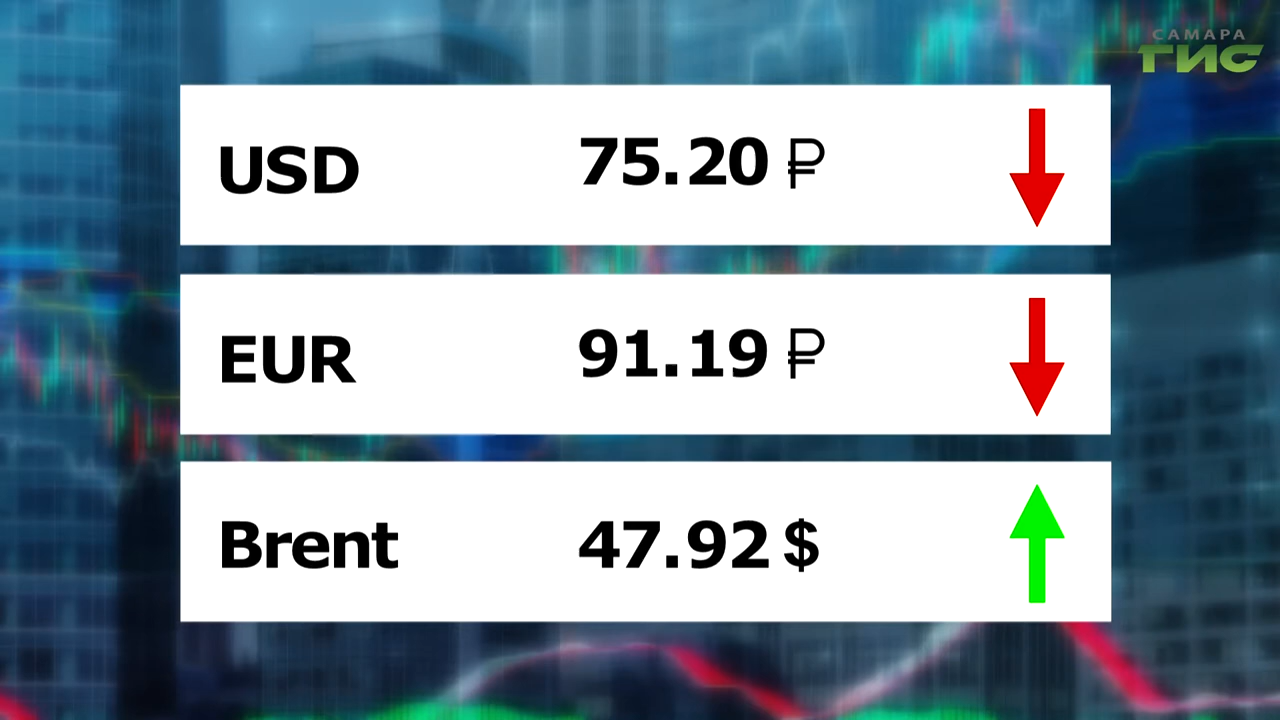 САМАРА
ГИС
USD 75.20 ₽
EUR 91.19 ₽
Brent 47.92 $